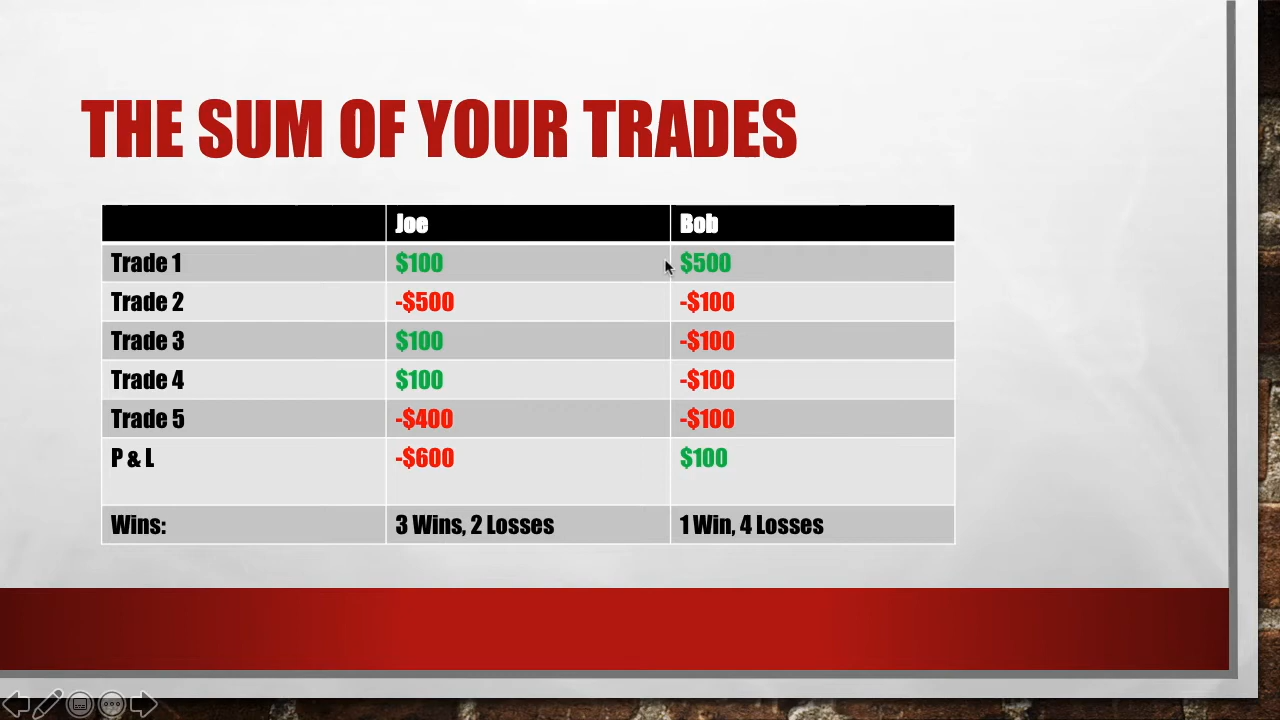 THE SUM OF YOUR TRADES
Joe Bob
Trade 1 $100 $500
Trade 2 -$500 -$100
Trade 3 $100 -$100
Trade 4 $100 -$100
Trade 5 -$400 -$100
P & L -$600 $100
Wins: 3 Wins, 2 Losses 1 Win, 4 Losses